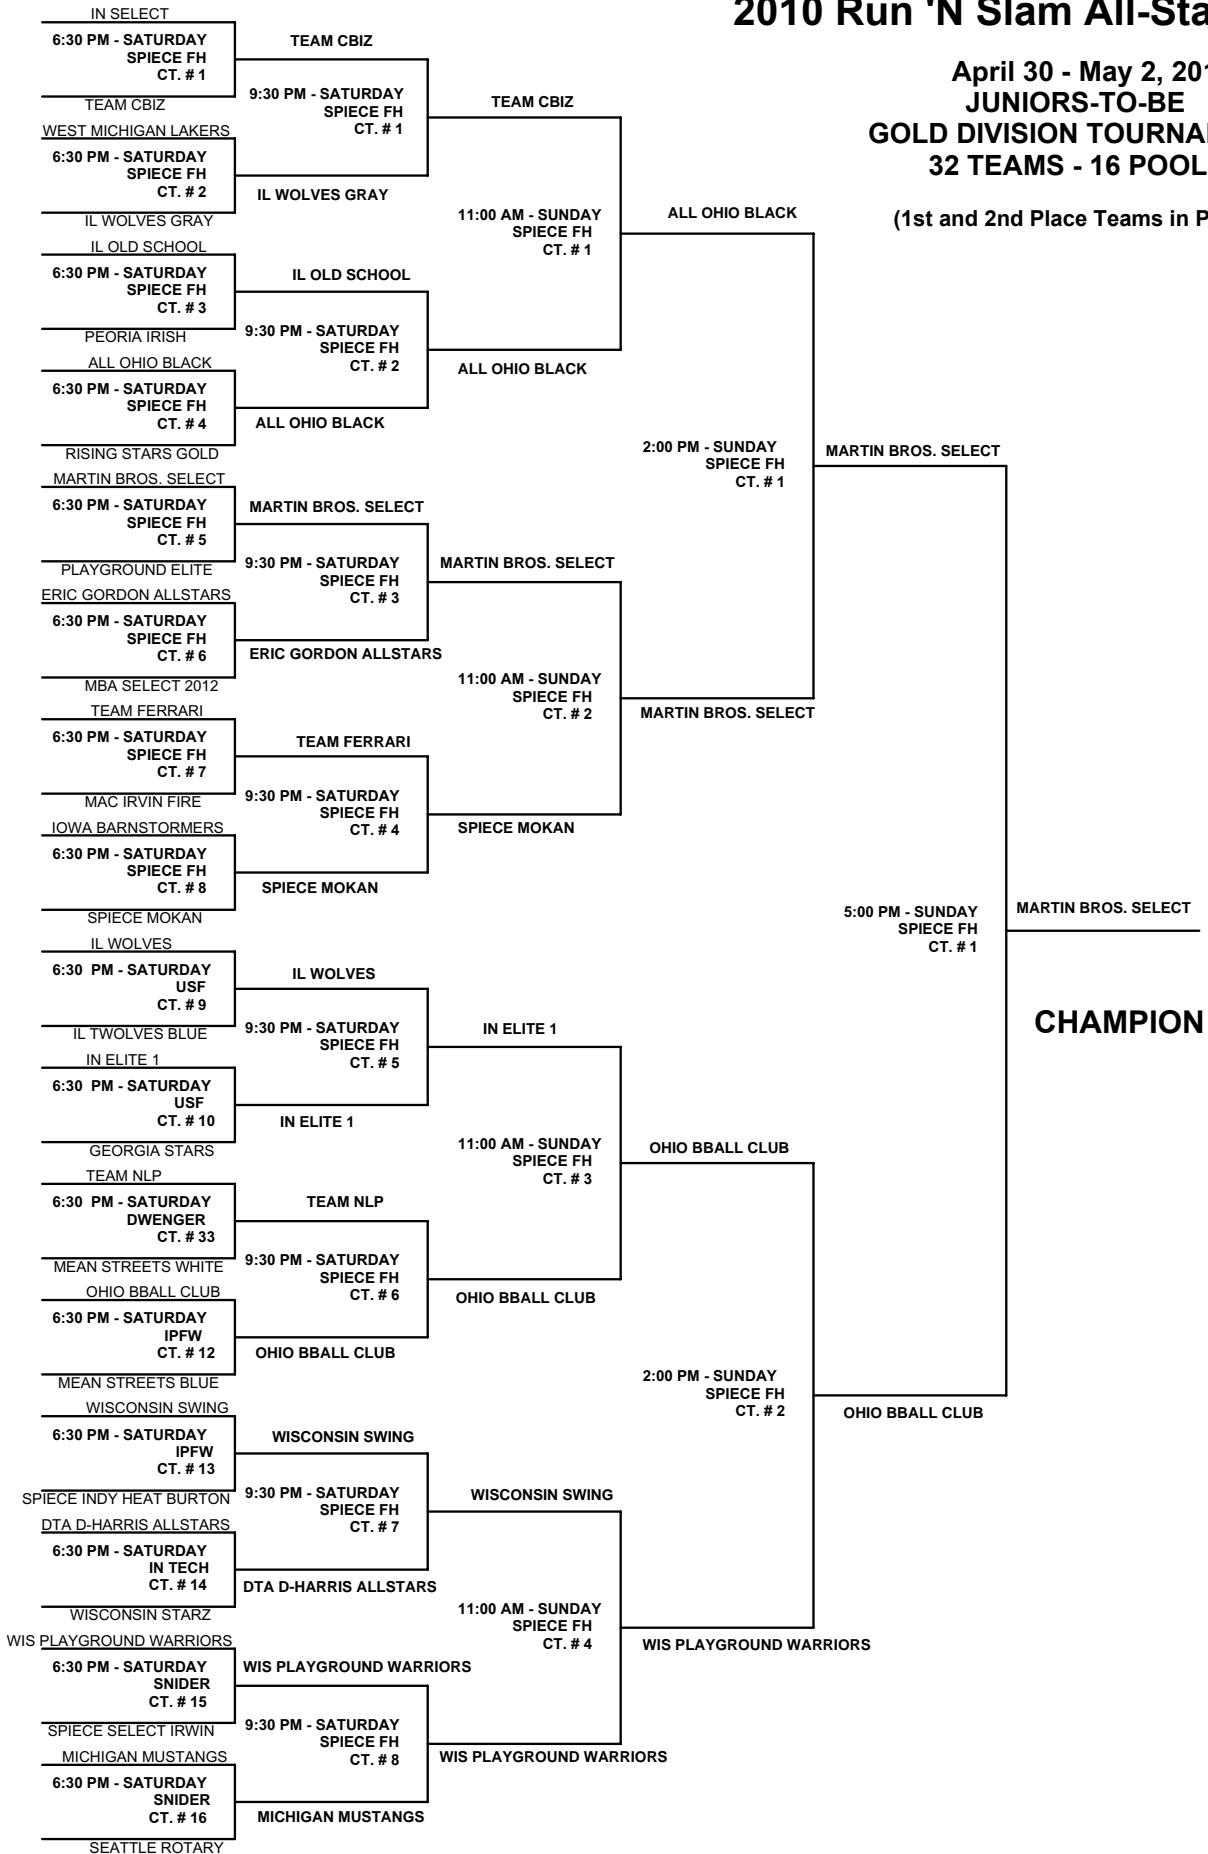 2010 Run 'N Slam All-Sta
April 30 - May 2, 201
JUNIORS-TO-BE
GOLD DIVISION TOURNA
32 TEAMS - 16 POOL
(1st and 2nd Place Teams in P
IN SELECT
6:30 PM - SATURDAY
SPIECE FH
CT. # 1
TEAM CBIZ
WEST MICHIGAN LAKERS
6:30 PM - SATURDAY
SPIECE FH
CT. # 2
IL WOLVES GRAY
IL OLD SCHOOL
6:30 PM - SATURDAY
SPIECE FH
CT. # 3
PEORIA IRISH
ALL OHIO BLACK
6:30 PM - SATURDAY
SPIECE FH
CT. # 4
RISING STARS GOLD
MARTIN BROS. SELECT
6:30 PM - SATURDAY
SPIECE FH
CT. # 5
PLAYGROUND ELITE
ERIC GORDON ALLSTARS
6:30 PM - SATURDAY
SPIECE FH
CT. # 6
MBA SELECT 2012
TEAM FERRARI
6:30 PM - SATURDAY
SPIECE FH
CT. # 7
MAC IRVIN FIRE
IOWA BARNSTORMERS
6:30 PM - SATURDAY
SPIECE FH
CT. # 8
SPIECE MOKAN
IL WOLVES
6:30 PM - SATURDAY
USF
CT. # 9
IL TWOLVES BLUE
IN ELITE 1
6:30 PM - SATURDAY
USF
CT. # 10
GEORGIA STARS
TEAM NLP
6:30 PM - SATURDAY
DWENGER
CT. # 33
MEAN STREETS WHITE
OHIO BBALL CLUB
6:30 PM - SATURDAY
IPFW
CT. # 12
MEAN STREETS BLUE
WISCONSIN SWING
6:30 PM - SATURDAY
IPFW
CT. # 13
SPIECE INDY HEAT BURTON
DTA D-HARRIS ALLSTARS
6:30 PM - SATURDAY
IN TECH
CT. # 14
WISCONSIN STARZ
WIS PLAYGROUND WARRIORS
6:30 PM - SATURDAY
SNIDER
CT. # 15
SPIECE SELECT IRWIN
MICHIGAN MUSTANGS
6:30 PM - SATURDAY
SNIDER
CT. # 16
SEATTLE ROTARY
TEAM CBIZ
9:30 PM - SATURDAY
SPIECE FH
CT. # 1
IL WOLVES GRAY
IL OLD SCHOOL
9:30 PM - SATURDAY
SPIECE FH
CT. # 2
ALL OHIO BLACK
MARTIN BROS. SELECT
9:30 PM - SATURDAY
SPIECE FH
CT. # 3
ERIC GORDON ALLSTARS
TEAM FERRARI
9:30 PM - SATURDAY
SPIECE FH
CT. # 4
SPIECE MOKAN
IL WOLVES
9:30 PM - SATURDAY
SPIECE FH
CT. # 5
IN ELITE 1
TEAM NLP
9:30 PM - SATURDAY
SPIECE FH
CT. # 6
OHIO BBALL CLUB
WISCONSIN SWING
9:30 PM - SATURDAY
SPIECE FH
CT. # 7
DTA D-HARRIS ALLSTARS
WIS PLAYGROUND WARRIORS
9:30 PM - SATURDAY
SPIECE FH
CT. # 8
MICHIGAN MUSTANGS
TEAM CBIZ
11:00 AM - SUNDAY
SPIECE FH
CT. # 1
ALL OHIO BLACK
MARTIN BROS. SELECT
11:00 AM - SUNDAY
SPIECE FH
CT. # 2
SPIECE MOKAN
IN ELITE 1
11:00 AM - SUNDAY
SPIECE FH
CT. # 3
OHIO BBALL CLUB
WISCONSIN SWING
11:00 AM - SUNDAY
SPIECE FH
CT. # 4
WIS PLAYGROUND WARRIORS
ALL OHIO BLACK
2:00 PM - SUNDAY
SPIECE FH
CT. # 1
MARTIN BROS. SELECT
OHIO BBALL CLUB
2:00 PM - SUNDAY
SPIECE FH
CT. # 2
WIS PLAYGROUND WARRIORS
MARTIN BROS. SELECT
5:00 PM - SUNDAY
SPIECE FH
CT. # 1
OHIO BBALL CLUB
MARTIN BROS. SELECT
CHAMPION